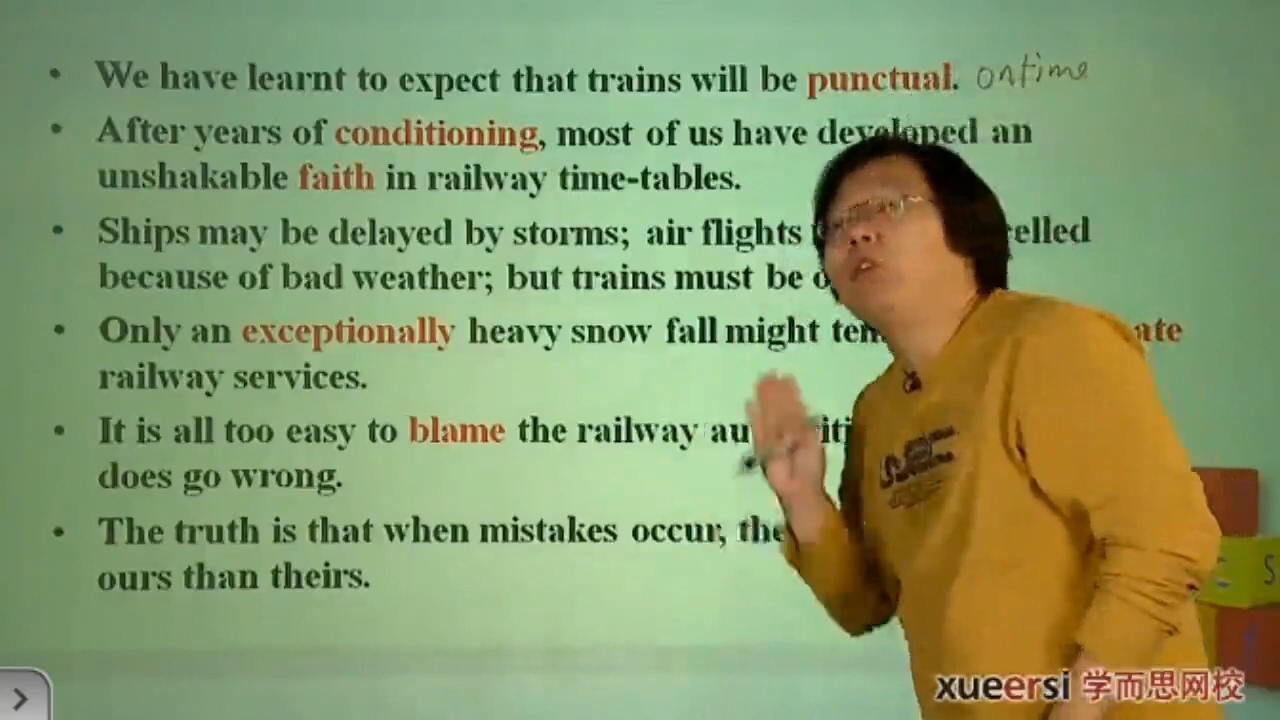 We have learnt to expect that trains will be punctual. ontime
After years of conditioning, most of us have developed an
unshakable faith in railway time-tables.
Ships may be delayed by storms; air flights
because of bad weather; but trains must be
Only an exceptionally heavy snow fall might
railway services.
It is all too easy to blame the railway
does go wrong.
The truth is that when mistakes occur,
ours than theirs.
xueersi 学而思网校